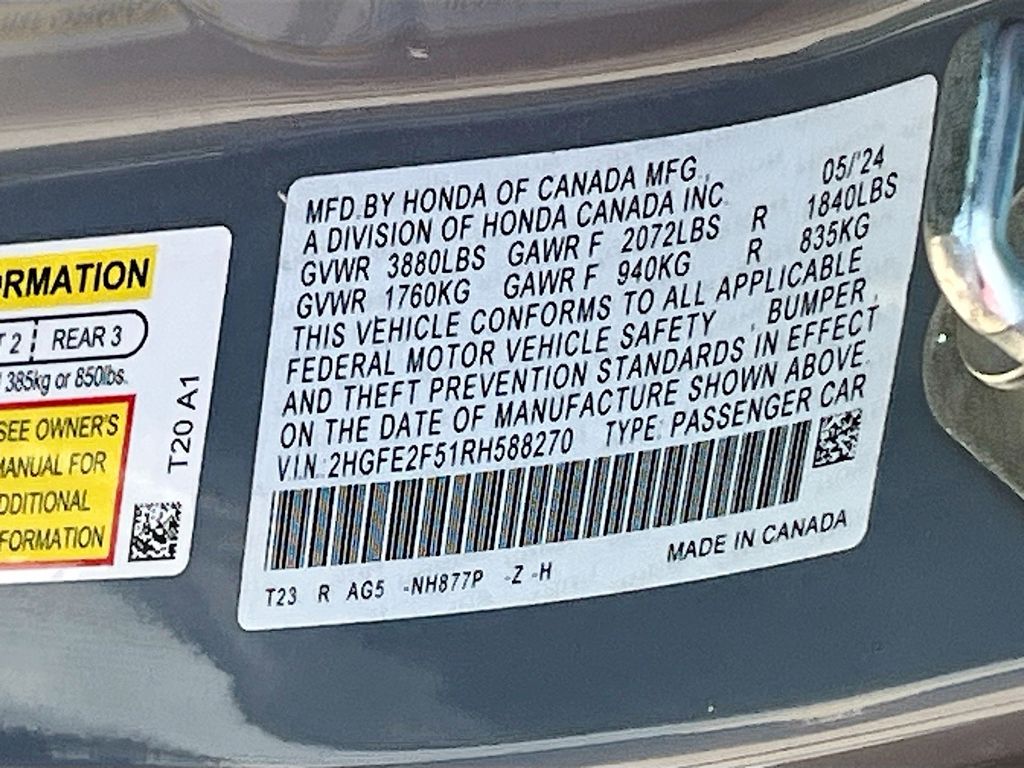 RMATION
2 REAR 3
385kg or 850lbs.
SEE OWNER'S
MANUAL FOR
DDITIONAL
FORMATION
T20 A1
MFD.BY HONDA OF CANADA MFG., 05/'24
A DIVISION OF HONDA CANADA INC.
GVWR 3880LBS GAWR F 2072LBS R 1840LBS
GVWR 1760KG GAWR F 940KG R 835KG
THIS VEHICLE CONFORMS TO ALL APPLICABLE
FEDERAL MOTOR VEHICLE SAFETY , BUMPER,
AND THEFT PREVENTION STANDARDS IN EFFECT
ON THE DATE OF MANUFACTURE SHOWN ABOVE.
V.I.N.:2HGFE2F51RH588270 TYPE: PASSENGER CAR
MADE IN CANADA
T23 R AG5 -NH877P -Z -H